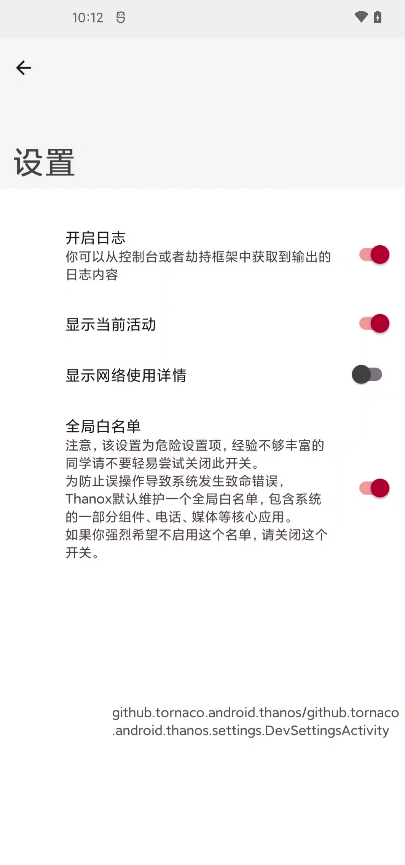 10:12
设置
开启日志
你可以从控制台或者劫持框架中获取到输出的
日志内容
显示当前活动
显示网络使用详情
全局白名单
注意，该设置为危险设置项，经验不够丰富的
同学请不要轻易尝试关闭此开关。
为防止误操作导致系统发生致命错误，
Thanox默认维护一个全局白名单，包含系统
的一部分组件、电话、媒体等核心应用。
如果你强烈希望不启用这个名单，请关闭这个
开关。
github.tornaco.android.thanos/github.tornaco
.android.thanos.settings.DevSettingsActivity